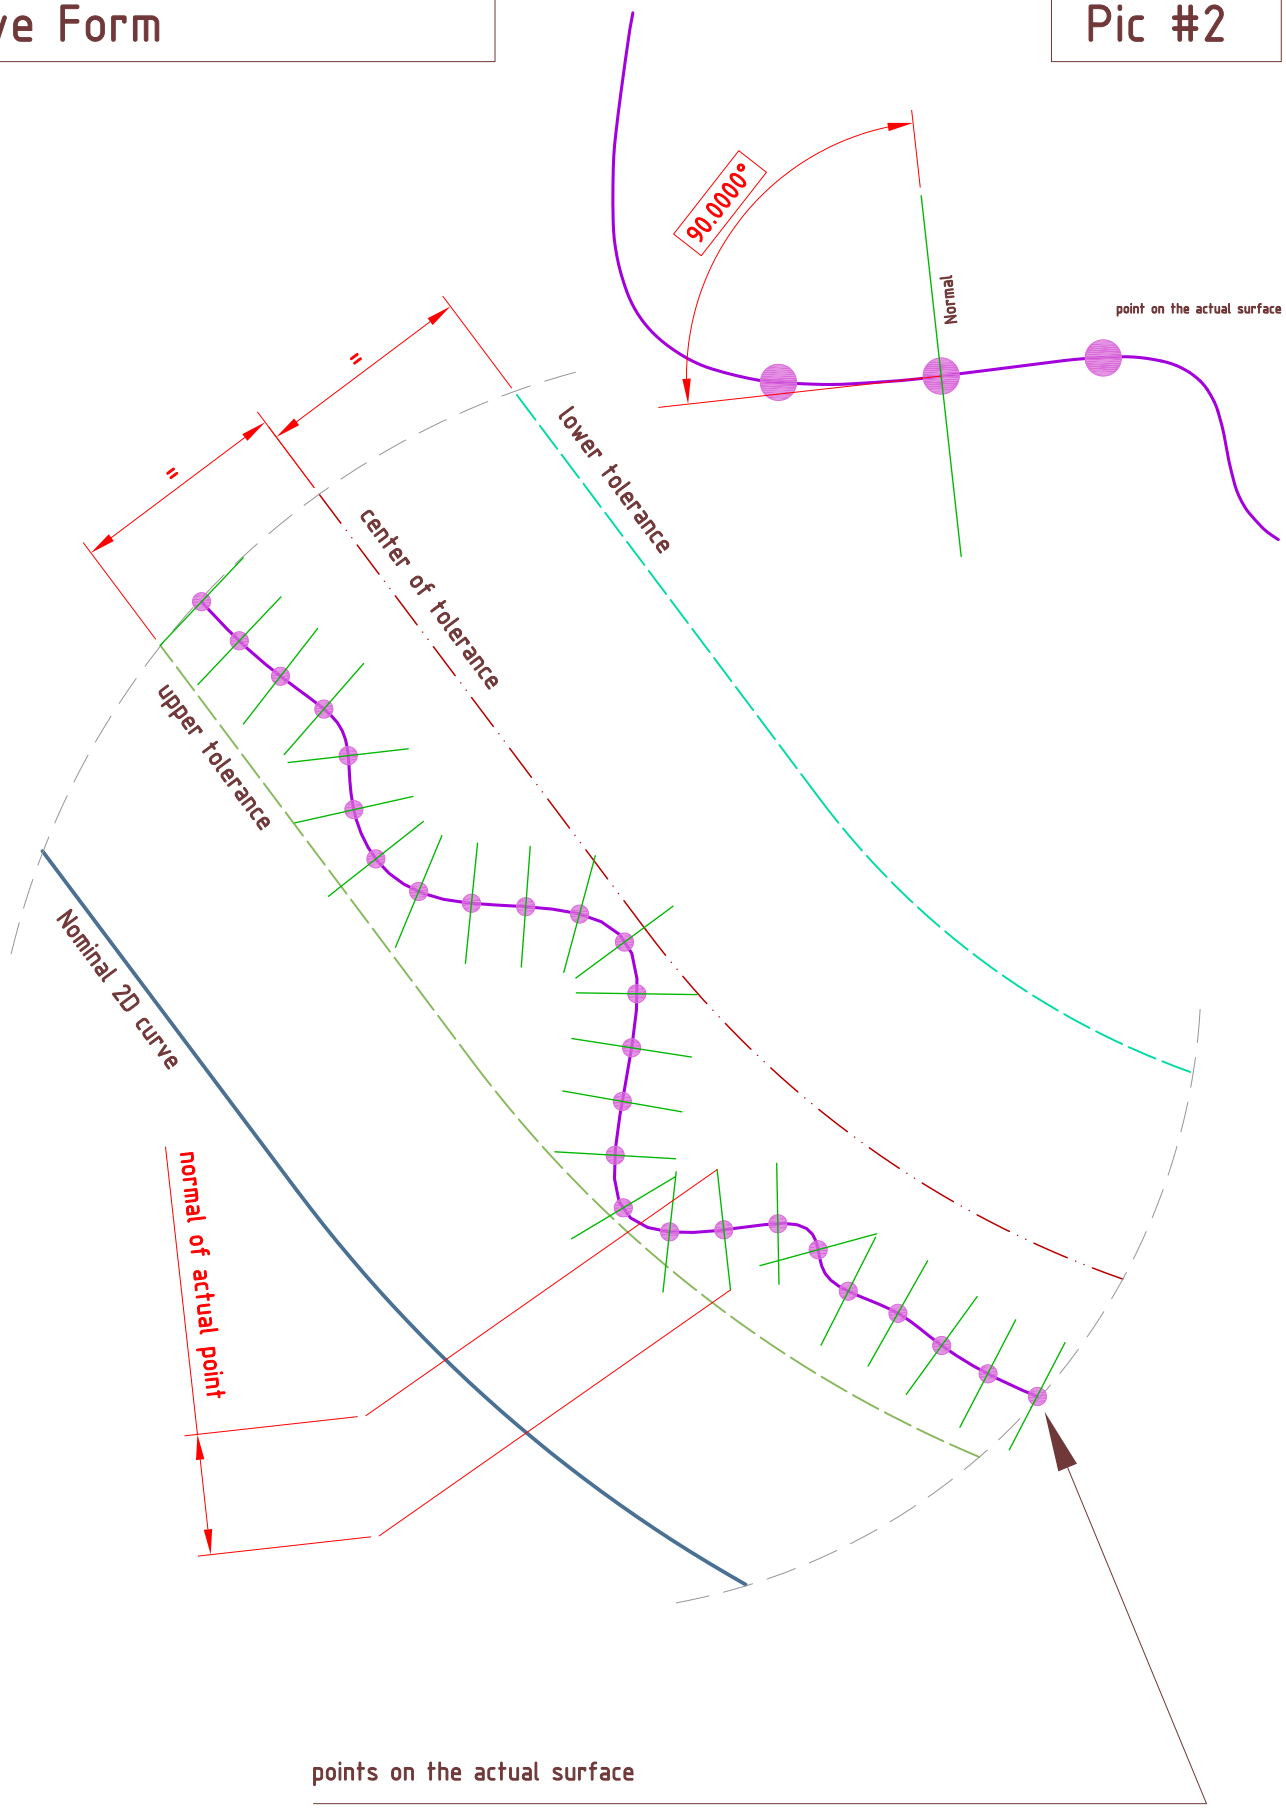 ve Form
Pic #2
90.0000°
Normal
point on the actual surface
=
=
lower tolerance
center of tolerance
upper tolerance
Nominal 2D curve
normal of actual point
points on the actual surface